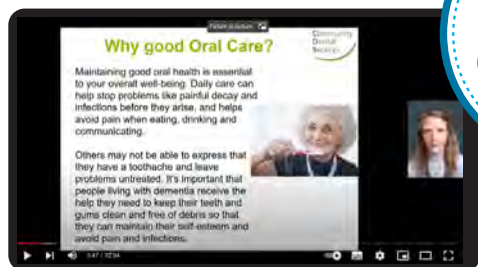 Picture in picture
Community
Dental
Services
Why good Oral Care?
Maintaining good oral health is essential
to your overall well-being. Daily care can
help stop problems like painful decay and
infections before they arise, and helps
avoid pain when eating, drinking and
communicating.
Others may not be able to express that
they have a toothache and leave
problems untreated. It's important that
people living with dementia receive the
help they need to keep their teeth and
gums clean and free of debris so that
they can maintain their self-esteem and
avoid pain and infections.